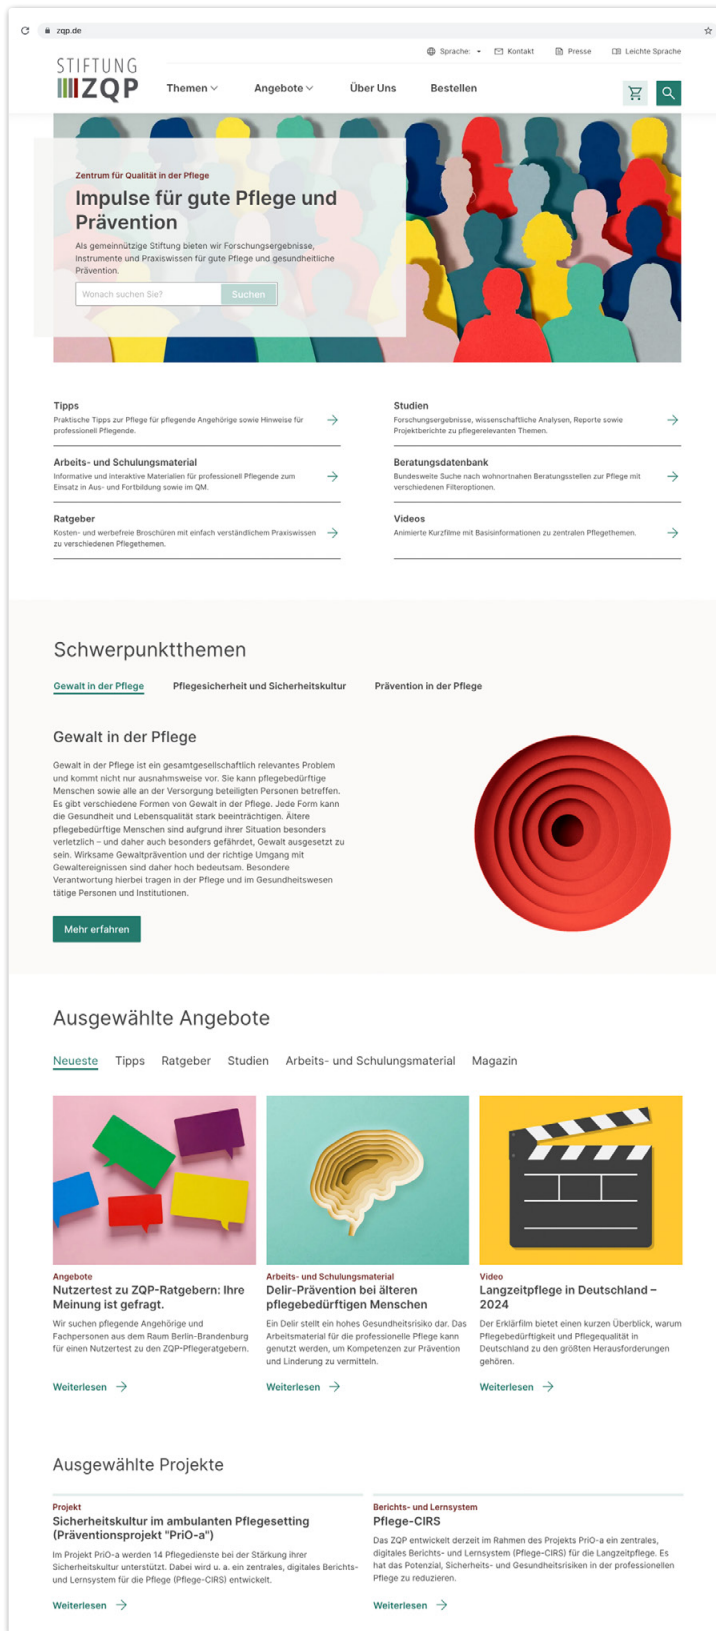 zqp.de
Sprache:
Kontakt
Presse
Leichte Sprache
STIFTUNG
ZQP
Themen
Angebote
Über Uns
Bestellen
Zentrum für Qualität in der Pflege
Impulse für gute Pflege und
Prävention
Als gemeinnützige Stiftung bieten wir Forschungsergebnisse,
Instrumente und Praxiswissen für gute Pflege und gesundheitliche
Prävention.
Wonach suchen Sie?
Suchen
Tipps
Praktische Tipps zur Pflege für pflegende Angehörige sowie Hinweise für
professionell Pflegende.
Studien
Forschungsergebnisse, wissenschaftliche Analysen, Reporte sowie
Projektberichte zu pflegerelevanten Themen.
Arbeits- und Schulungsmaterial
Informative und interaktive Materialien für professionell Pflegende zum
Einsatz in Aus- und Fortbildung sowie im QM.
Beratungsdatenbank
Bundesweite Suche nach wohnortnahen Beratungsstellen zur Pflege mit
verschiedenen Filteroptionen.
Ratgeber
Kosten- und werbefreie Broschüren mit einfach verständlichem Praxiswissen
zu verschiedenen Pflegethemen.
Videos
Animierte Kurzfilme mit Basisinformationen zu zentralen Pflegethemen.
Schwerpunktthemen
Gewalt in der Pflege
Pflegesicherheit und Sicherheitskultur
Prävention in der Pflege
Gewalt in der Pflege
Gewalt in der Pflege ist ein gesamtgesellschaftlich relevantes Problem
und kommt nicht nur ausnahmsweise vor. Sie kann pflegebedürftige
Menschen sowie alle an der Versorgung beteiligten Personen betreffen.
Es gibt verschiedene Formen von Gewalt in der Pflege. Jede Form kann
die Gesundheit und Lebensqualität stark beeinträchtigen. Ältere
pflegebedürftige Menschen sind aufgrund ihrer Situation besonders
verletzlich – und daher auch besonders gefährdet, Gewalt ausgesetzt zu
sein. Wirksame Gewaltprävention und der richtige Umgang mit
Gewaltereignissen sind daher hoch bedeutsam. Besondere
Verantwortung hierbei tragen in der Pflege und im Gesundheitswesen
tätige Personen und Institutionen.
Mehr erfahren
Ausgewählte Angebote
Neueste
Tipps
Ratgeber
Studien
Arbeits- und Schulungsmaterial
Magazin
Angebote
Nutzertest zu ZQP-Ratgebern: Ihre
Meinung ist gefragt.
Wir suchen pflegende Angehörige und
Fachpersonen aus dem Raum Berlin-Brandenburg
für einen Nutzertest zu den ZQP-Pflegeratgebern.
Weiterlesen
Arbeits- und Schulungsmaterial
Delir-Prävention bei älteren
pflegebedürftigen Menschen
Ein Delir stellt ein hohes Gesundheitsrisiko dar. Das
Arbeitsmaterial für die professionelle Pflege kann
genutzt werden, um Kompetenzen zur Prävention
und Linderung zu vermitteln.
Weiterlesen
Video
Langzeitpflege in Deutschland –
2024
Der Erklärfilm bietet einen kurzen Überblick, warum
Pflegebedürftigkeit und Pflegequalität in
Deutschland zu den größten Herausforderungen
gehören.
Weiterlesen
Ausgewählte Projekte
Projekt
Sicherheitskultur im ambulanten Pflegesetting
(Präventionsprojekt "PriO-a")
Im Projekt PriO-a werden 14 Pflegedienste bei der Stärkung ihrer
Sicherheitskultur unterstützt. Dabei wird u. a. ein zentrales, digitales Berichts-
und Lernsystem für die Pflege (Pflege-CIRS) entwickelt.
Weiterlesen
Berichts- und Lernsystem
Pflege-CIRS
Das ZQP entwickelt derzeit im Rahmen des Projekts PriO-a ein zentrales,
digitales Berichts- und Lernsystem (Pflege-CIRS) für die Langzeitpflege. Es
hat das Potenzial, Sicherheits- und Gesundheitsrisiken in der professionellen
Pflege zu reduzieren.
Weiterlesen